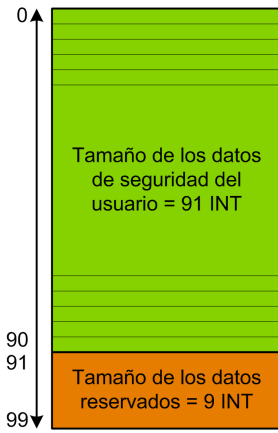 0
Tamaño de los datos
de seguridad del
usuario = 91 INT
90
91
Tamaño de los datos
reservados = 9 INT
99